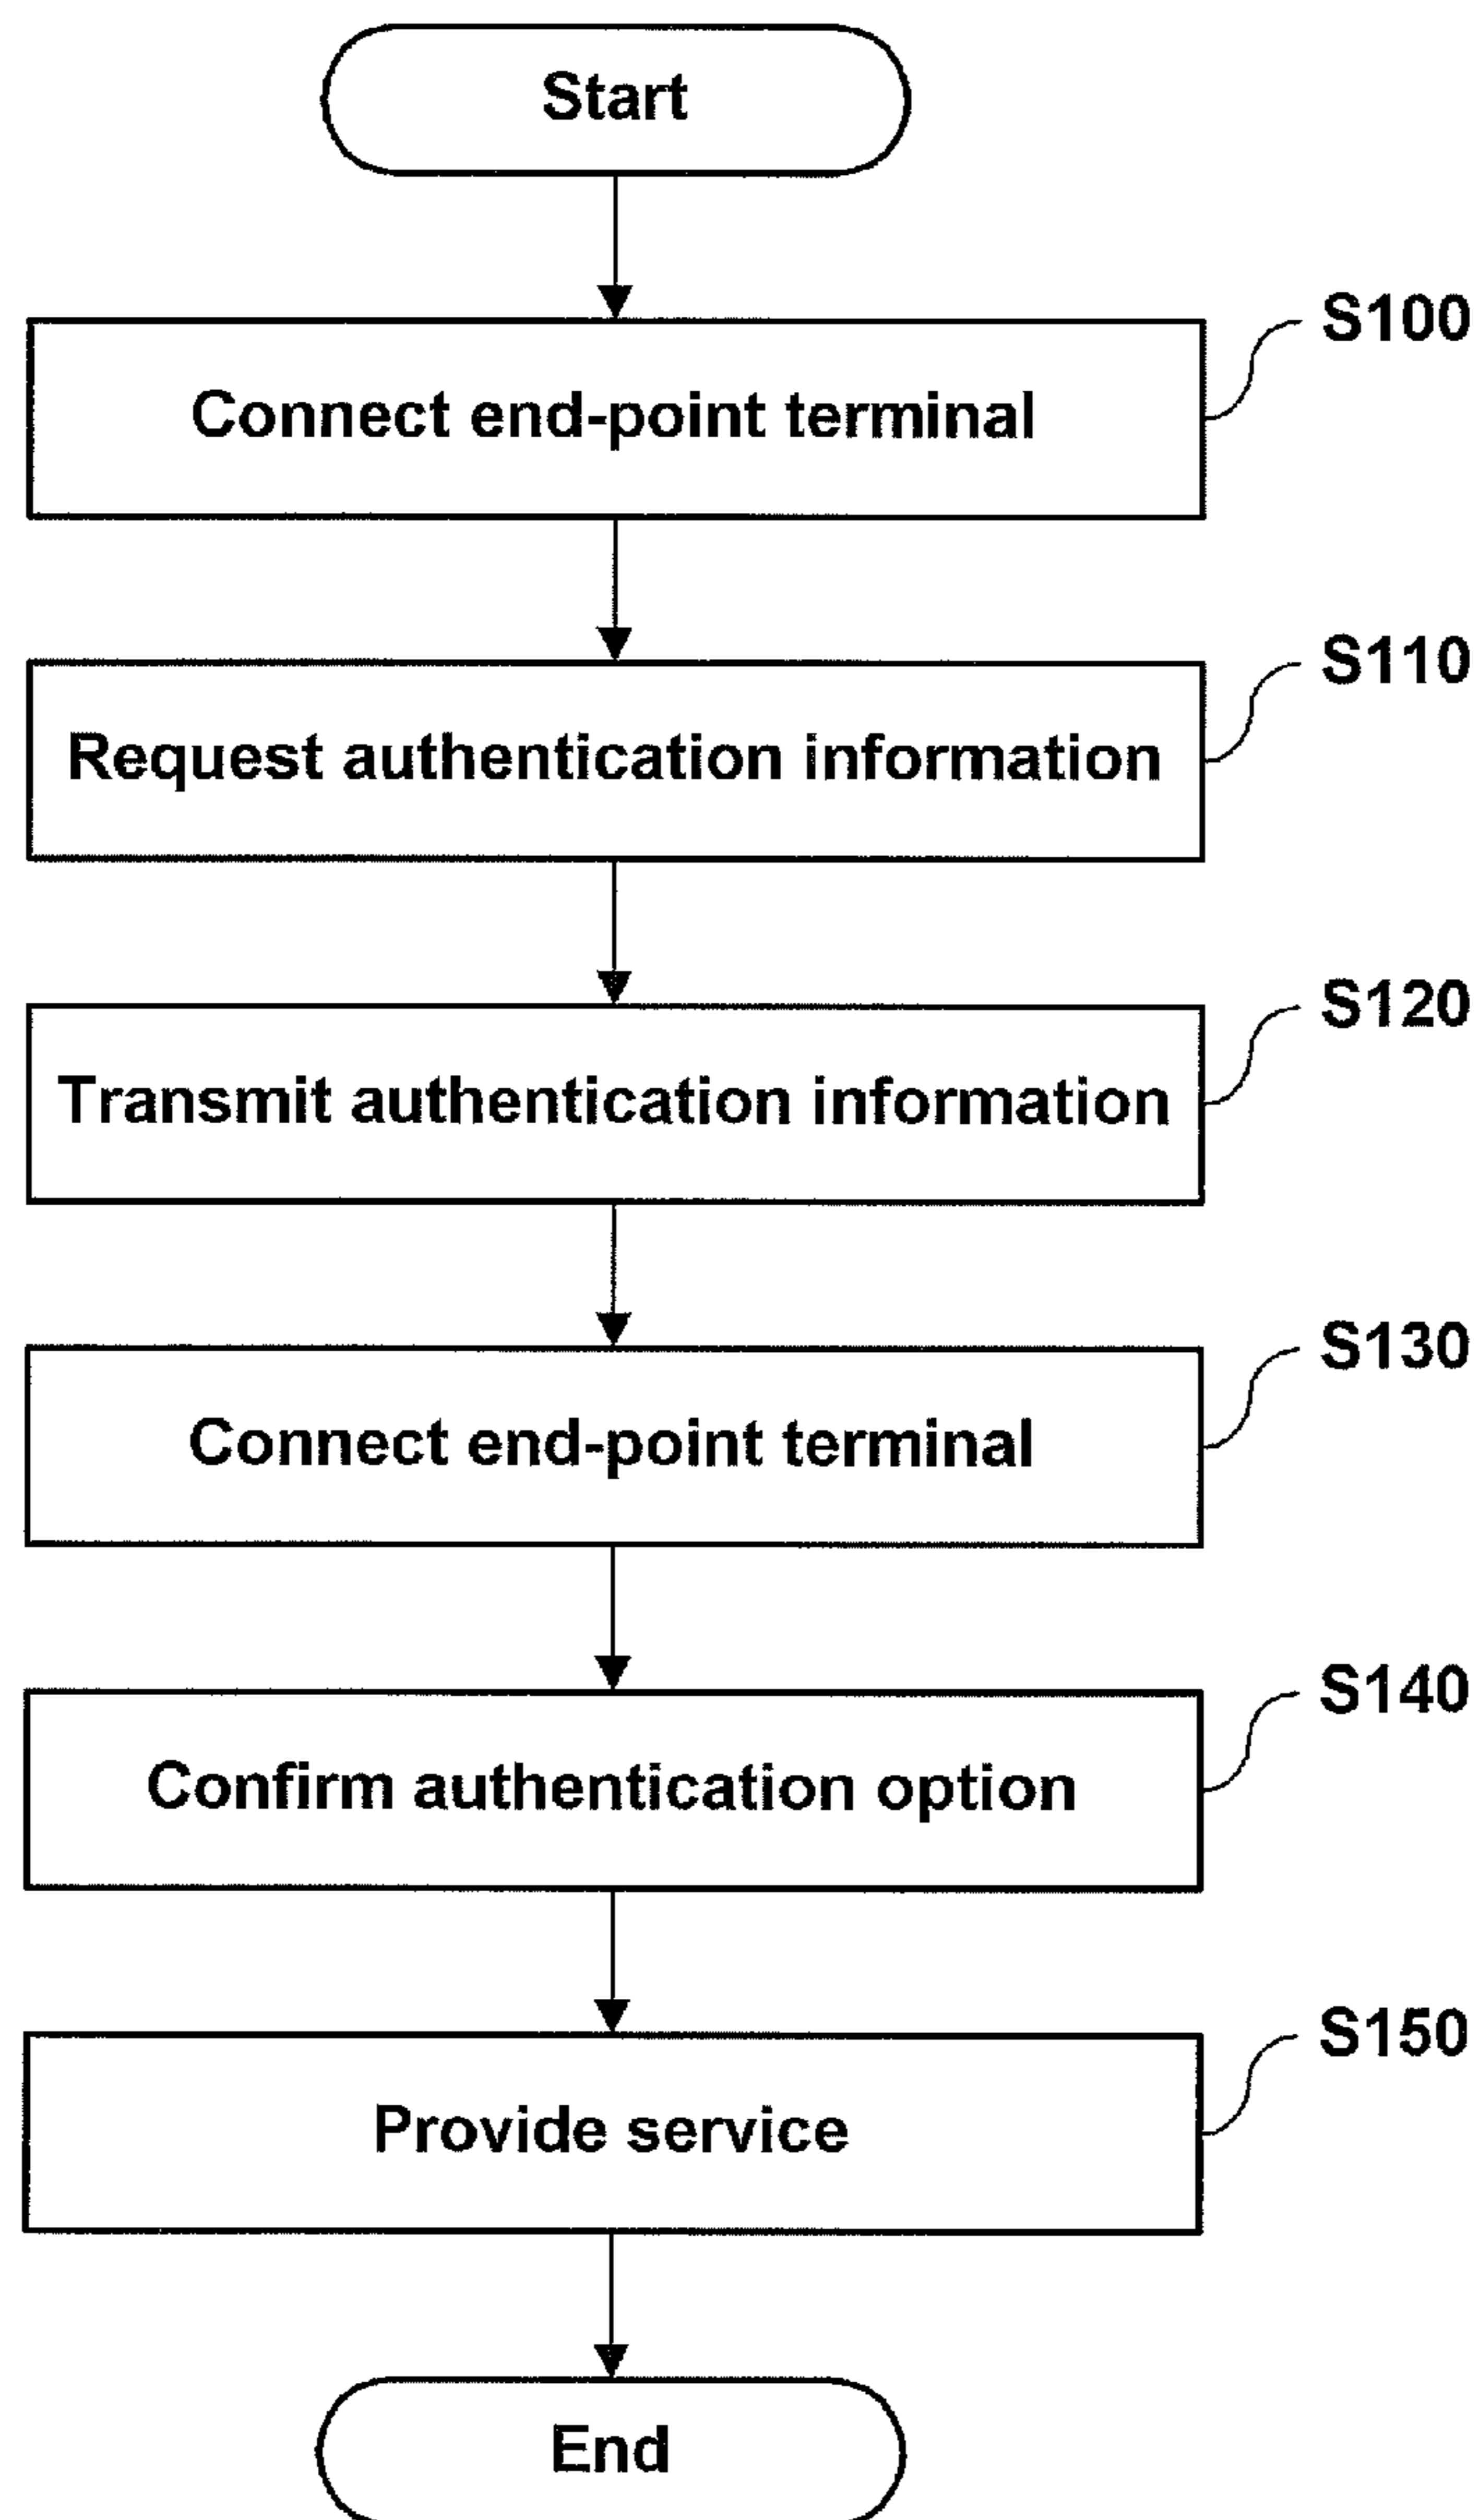 Start
S100
Connect end-point terminal
S110
Request authentication information
S120
Transmit authentication information
S130
Connect end-point terminal
S140
Confirm authentication option
S150
Provide service
End